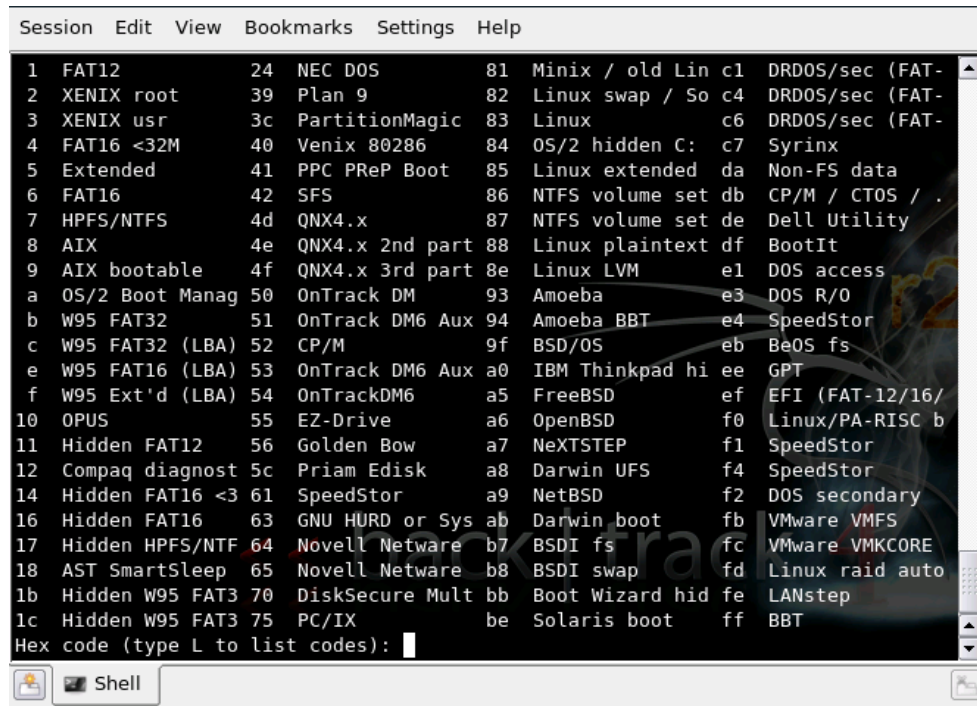 Session Edit View Bookmarks Settings Help
1 FAT12 24 NEC DOS 81 Minix / old Lin c1 DRDOS/sec (FAT-
2 XENIX root 39 Plan 9 82 Linux swap / So c4 DRDOS/sec (FAT-
3 XENIX usr 3c PartitionMagic 83 Linux c6 DRDOS/sec (FAT-
4 FAT16 <32M 40 Venix 80286 84 OS/2 hidden C: c7 Syrinx
5 Extended 41 PPC PReP Boot 85 Linux extended da Non-FS data
6 FAT16 42 SFS 86 NTFS volume set db CP/M / CTOS / .
7 HPFS/NTFS 4d QNX4.x 87 NTFS volume set de Dell Utility
8 AIX 4e QNX4.x 2nd part 88 Linux plaintext df BootIt
9 AIX bootable 4f QNX4.x 3rd part 8e Linux LVM e1 DOS access
a OS/2 Boot Manag 50 OnTrack DM 93 Amoeba e3 DOS R/O
b W95 FAT32 51 OnTrack DM6 Aux 94 Amoeba BBT e4 SpeedStor
c W95 FAT32 (LBA) 52 CP/M 9f BSD/OS eb BeOS fs
e W95 FAT16 (LBA) 53 OnTrack DM6 Aux a0 IBM Thinkpad hi ee GPT
f W95 Ext'd (LBA) 54 OnTrackDM6 a5 FreeBSD ef EFI (FAT-12/16/
10 OPUS 55 EZ-Drive a6 OpenBSD f0 Linux/PA-RISC b
11 Hidden FAT12 56 Golden Bow a7 NeXTSTEP f1 SpeedStor
12 Compaq diagnost 5c Priam Edisk a8 Darwin UFS f4 SpeedStor
14 Hidden FAT16 <3 61 SpeedStor a9 NetBSD f2 DOS secondary
16 Hidden FAT16 63 GNU HURD or Sys ab Darwin boot fb VMware VMFS
17 Hidden HPFS/NTF 64 Novell Netware b7 BSDI fs fc VMware VMKCORE
18 AST SmartSleep 65 Novell Netware b8 BSDI swap fd Linux raid auto
1b Hidden W95 FAT3 70 DiskSecure Mult bb Boot Wizard hid fe LANstep
1c Hidden W95 FAT3 75 PC/IX be Solaris boot ff BBT
Hex code (type L to list codes):
<< back | track 4
Shell